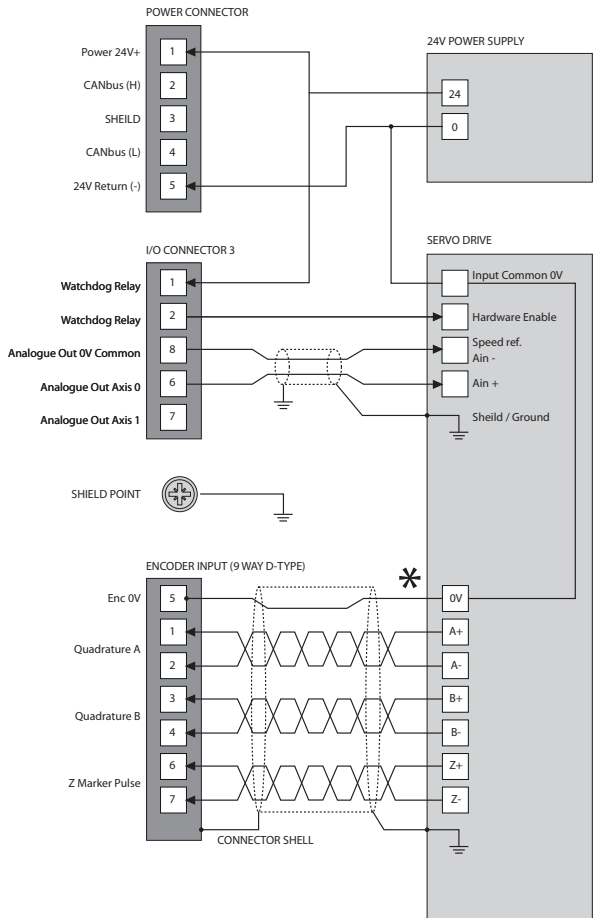 POWER CONNECTOR
Power 24V+ 1
CANbus (H) 2
SHEILD 3
CANbus (L) 4
24V Return (-) 5
24V POWER SUPPLY
24
0
I/O CONNECTOR 3
Watchdog Relay 1
Watchdog Relay 2
Analogue Out 0V Common 8
Analogue Out Axis 0 6
Analogue Out Axis 1 7
SERVO DRIVE
Input Common 0V
Hardware Enable
Speed ref.
Ain -
Ain +
Sheild / Ground
SHIELD POINT
ENCODER INPUT (9 WAY D-TYPE)
Enc 0V 5
Quadrature A
1
2
Quadrature B
3
4
Z Marker Pulse
6
7
CONNECTOR SHELL
*
0V
A+
A-
B+
B-
Z+
Z-